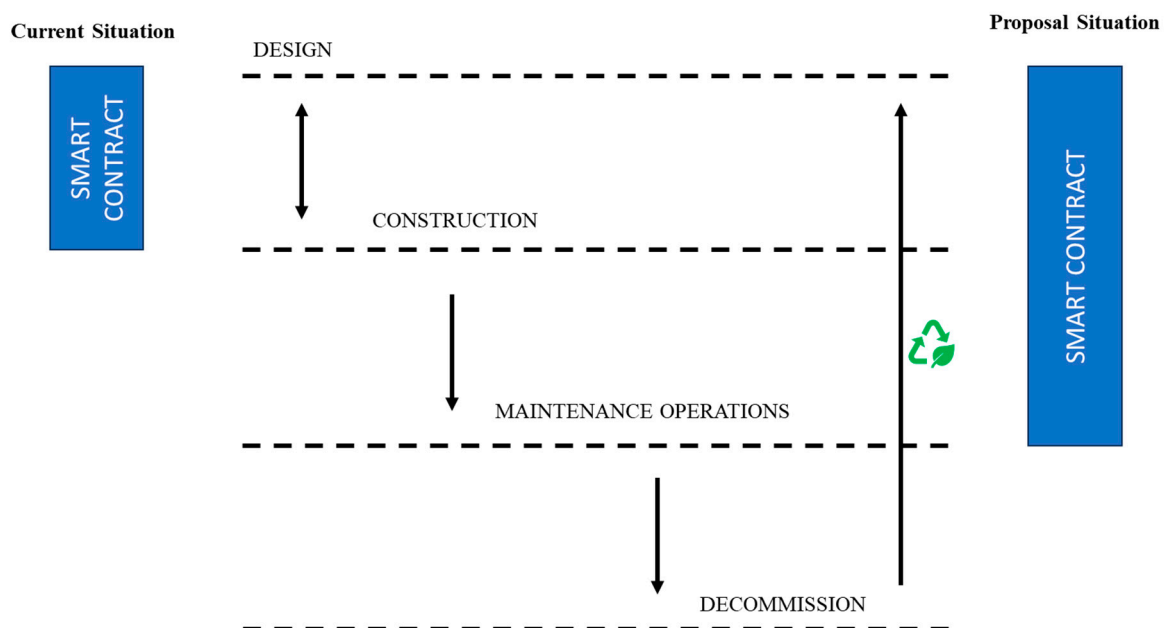 Current Situation
Proposal Situation
DESIGN
SMART
CONTRACT
SMART CONTRACT
CONSTRUCTION
MAINTENANCE OPERATIONS
DECOMMISSION